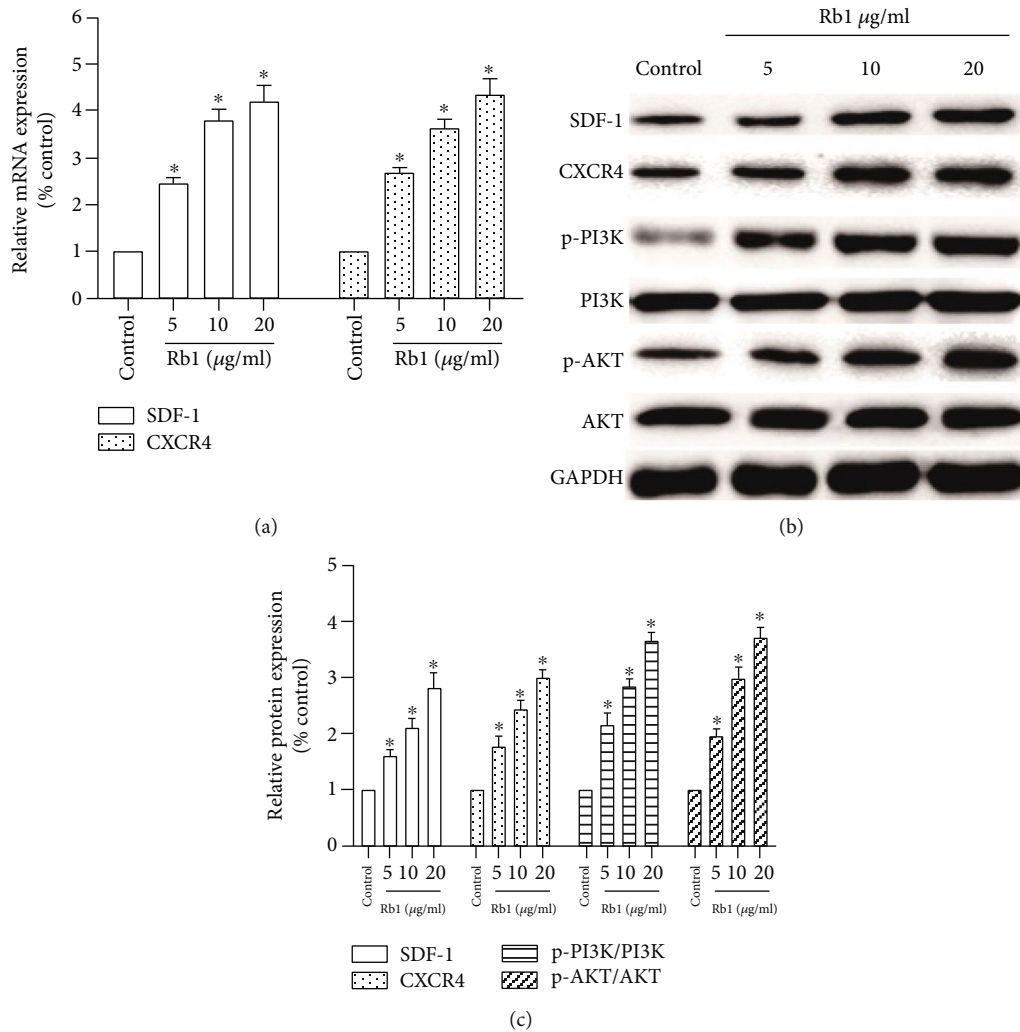 Relative mRNA expression
(% control)
6
5
4
3
2
1
0
* * * * * *
Control 5 10 20 Control 5 10 20
Rb1 (μg/ml) Rb1 (μg/ml)
SDF-1
CXCR4
(a)
Rb1 μg/ml
Control 5 10 20
SDF-1
CXCR4
p-PI3K
PI3K
p-AKT
AKT
GAPDH
(b)
Relative protein expression
(% control)
5
4
3
2
1
0
* * * * * * * * * * * *
Control 5 10 20 Control 5 10 20 Control 5 10 20 Control 5 10 20
Rb1 (μg/ml) Rb1 (μg/ml) Rb1 (μg/ml) Rb1 (μg/ml)
SDF-1 p-PI3K/PI3K
CXCR4 p-AKT/AKT
(c)